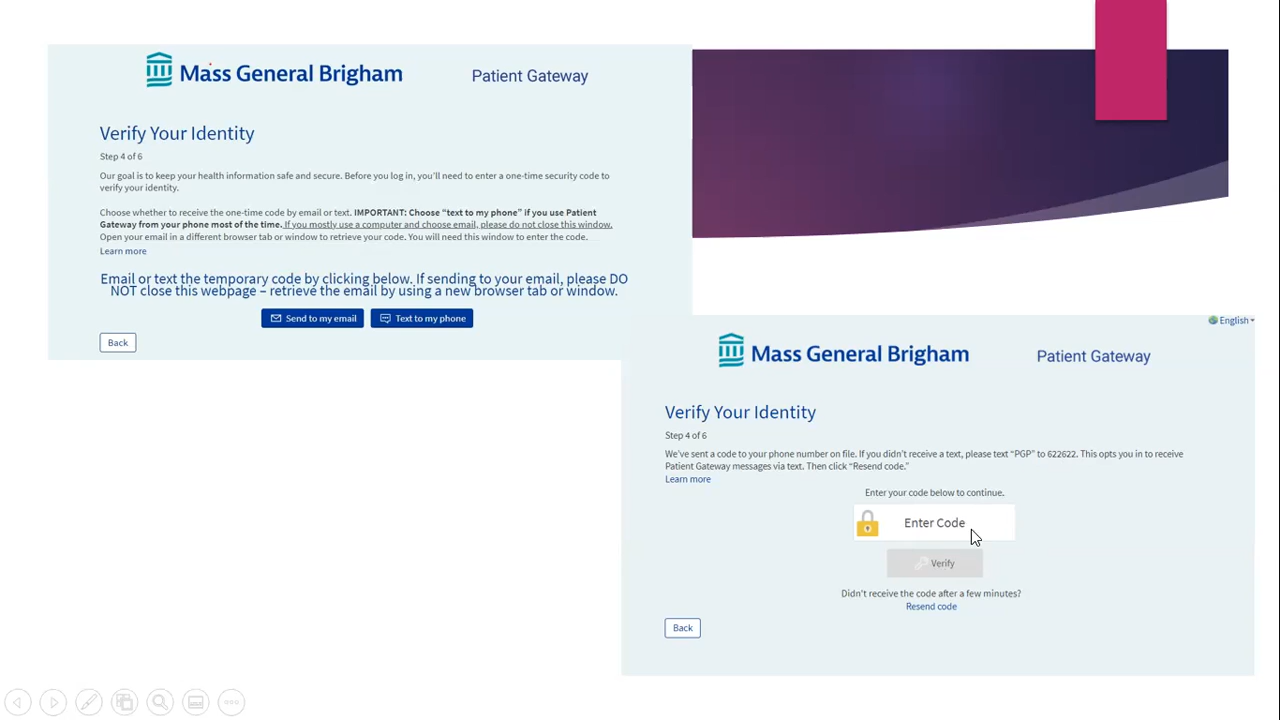 Mass General Brigham
Patient Gateway
Verify Your Identity
Step 4 of 6
Our goal is to keep your health information safe and secure. Before you log in, you'll need to enter a one-time security code to
verify your identity.
Choose whether to receive the one-time code by email or text. IMPORTANT: Choose "text to my phone" if you use Patient
Gateway from your phone most of the time. If you mostly use a computer and choose email, please do not close this window.
Open your email in a different browser tab or window to retrieve your code. You will need this window to enter the code.
Learn more
Email or text the temporary code by clicking below. If sending to your email, please DO
NOT close this webpage – retrieve the email by using a new browser tab or window.
Send to my email
Text to my phone
Back
English
Mass General Brigham
Patient Gateway
Verify Your Identity
Step 4 of 6
We've sent a code to your phone number on file. If you didn't receive a text, please text "PGP" to 622622. This opts you in to receive
Patient Gateway messages via text. Then click "Resend code."
Learn more
Enter your code below to continue.
Enter Code
Verify
Didn't receive the code after a few minutes?
Resend code
Back